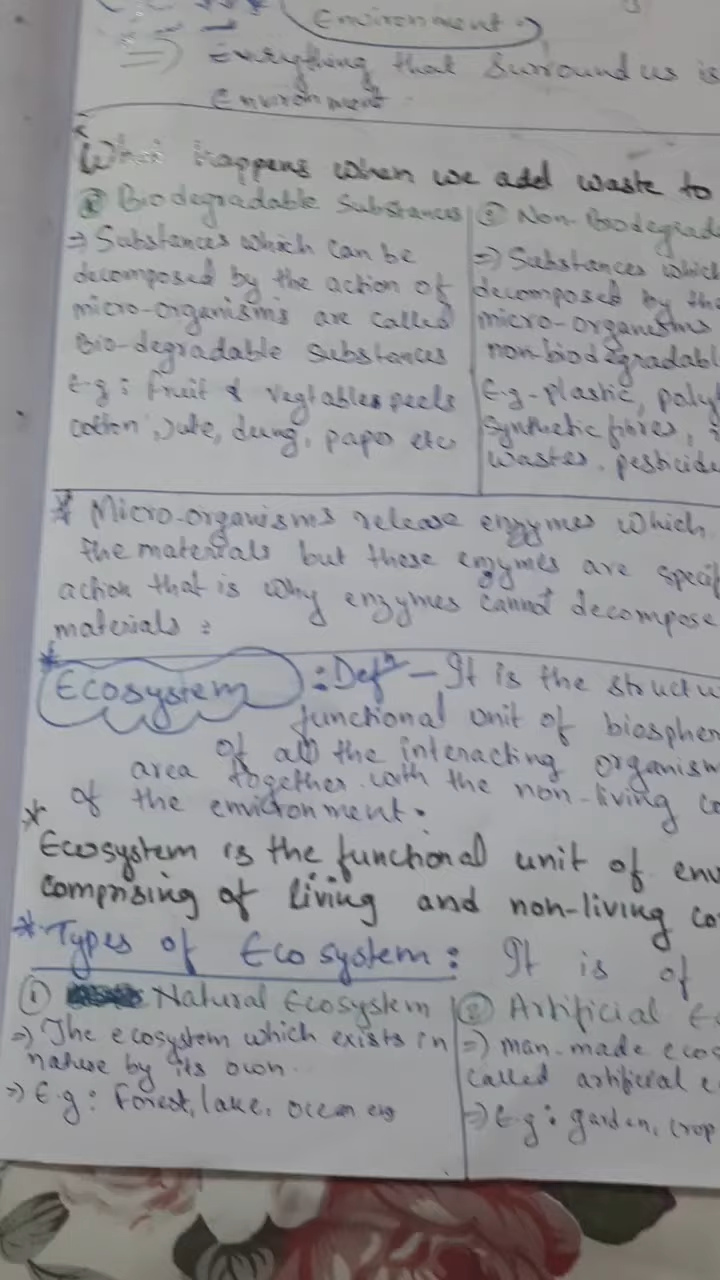 Environment
=> Everything that surround us is
environment.
What happens when we add waste to
Biodegradable Substances
=> Substances which can be
decomposed by the action of
micro-organisms are called
Bio-degradable substances
E-g: fruit & vegtables peels
cotton, Jute, dung, paper etc
② Non-Biodegrad
=> Substances which
decomposed by the
micro-organisms
non-biodegradabl
E-g-plastic, poly
Synthetic fibres,
wastes, pesticide
* Micro-organisms release enzymes which
the materials but these enzymes are specif
action that is why enzymes cannot decompose
materials:
* Ecosystem : Defⁿ - It is the structu
functional unit of biospher
of all the interacting organism
area together with the non-living co
of the environment.
*
Ecosystem is the functional unit of env
comprising of living and non-living co
* Types of Ecosystem: It is of
① Natural Ecosystem
=> The ecosystem which exists in
nature by its own.
=> E.g: Forest, lake, ocean
② Artificial E
=> man-made ecos
called artificial e
=> E.g: garden, crop